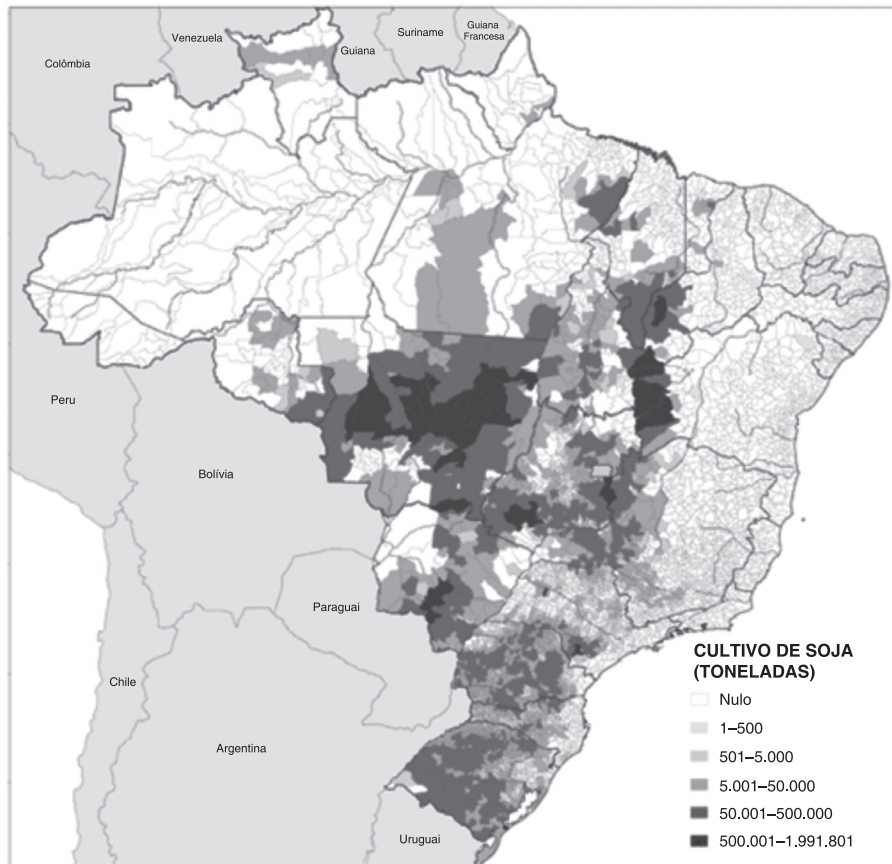 Colômbia
Venezuela
Guiana
Suriname
Guiana
Francesa
Peru
Bolívia
Paraguai
Chile
Argentina
Uruguai
CULTIVO DE SOJA
(TONELADAS)
Nulo
1–500
501–5.000
5.001–50.000
50.001–500.000
500.001–1.991.801